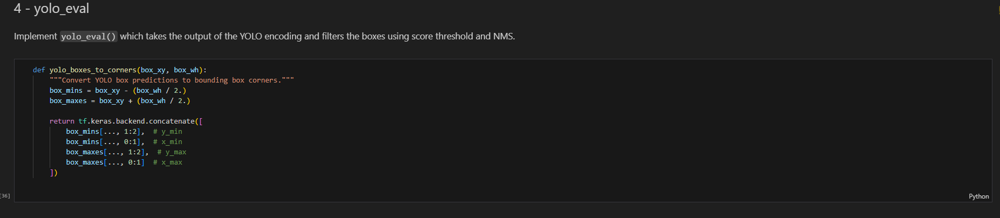 4 - yolo_eval
Implement yolo_eval() which takes the output of the YOLO encoding and filters the boxes using score threshold and NMS.
def yolo_boxes_to_corners(box_xy, box_wh):
    """Convert YOLO box predictions to bounding box corners."""
    box_mins = box_xy - (box_wh / 2.)
    box_maxes = box_xy + (box_wh / 2.)
    return tf.keras.backend.concatenate([
        box_mins[..., 1:2],  # y_min
        box_mins[..., 0:1],  # x_min
        box_maxes[..., 1:2],  # y_max
        box_maxes[..., 0:1]  # x_max
    ])
[36]
Python